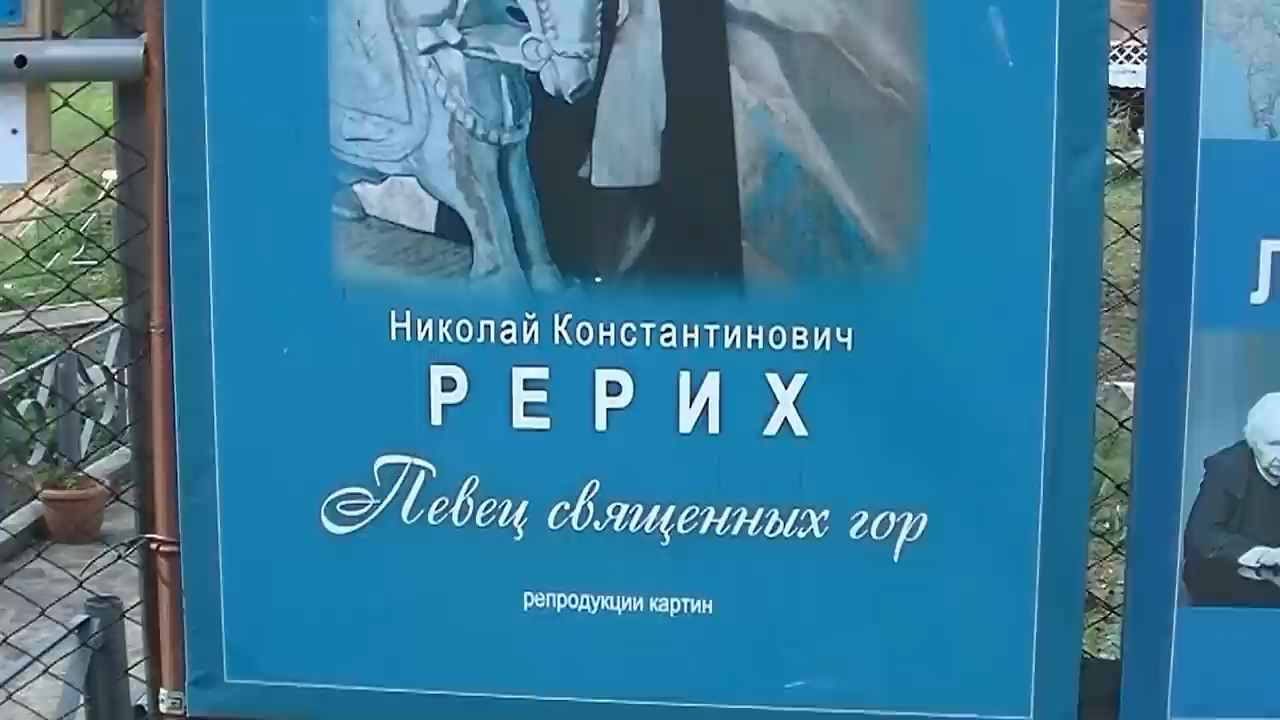 Николай Константинович
РЕРИХ
Певец священных гор
репродукции картин